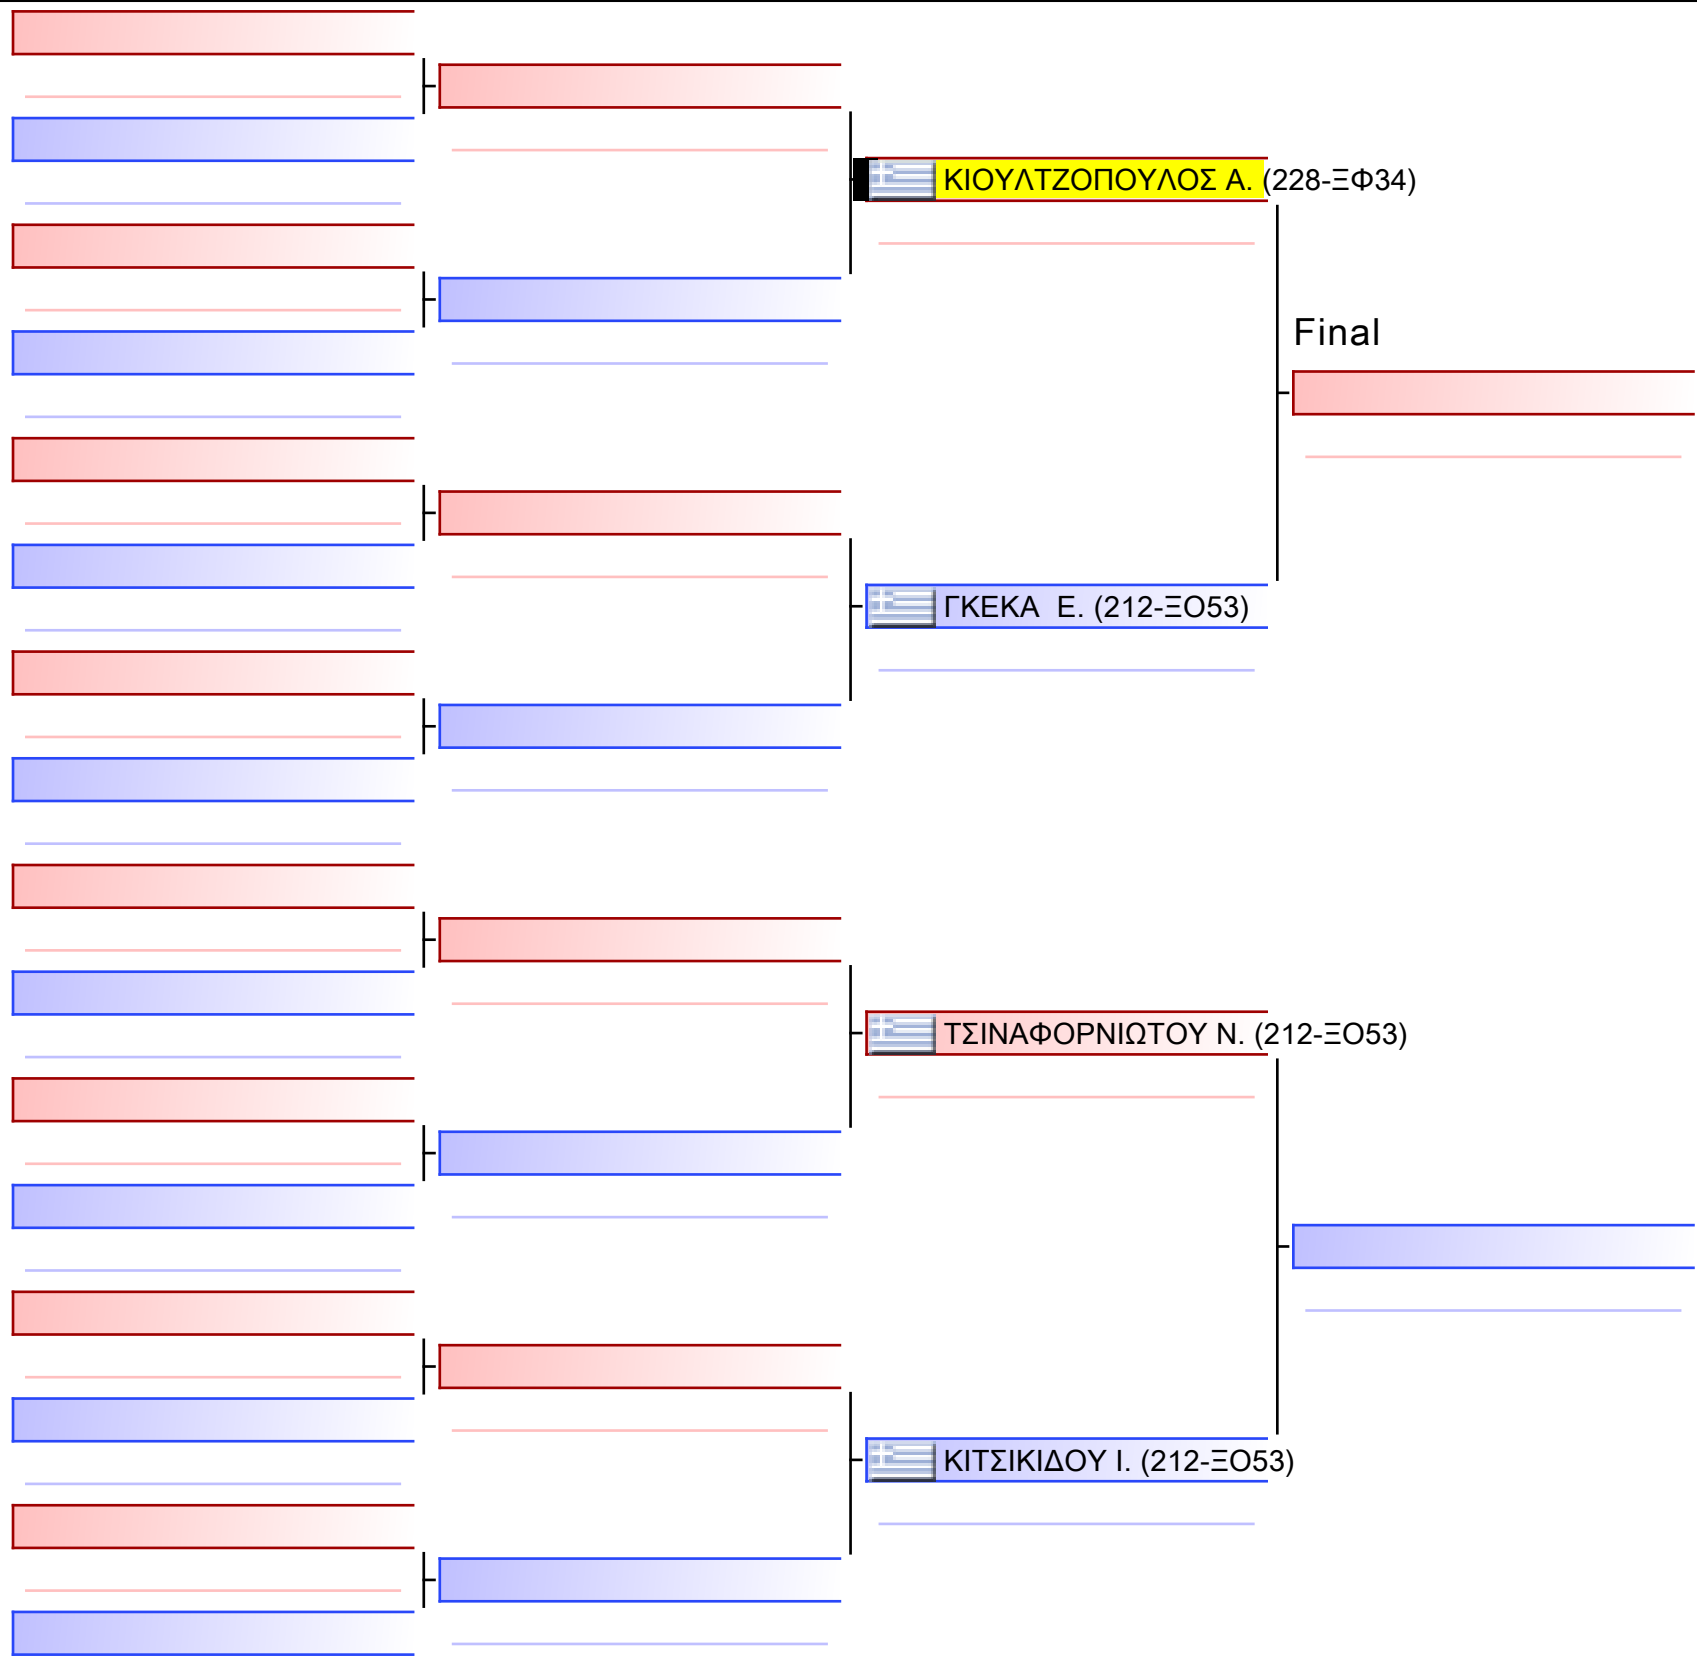 ΚΙΟΥΛΤΖΟΠΟΥΛΟΣ Α. (228-ΞΦ34)
Final
ΓΚΕΚΑ  Ε. (212-ΞΟ53)
ΤΣΙΝΑΦΟΡΝΙΩΤΟΥ Ν. (212-ΞΟ53)
ΚΙΤΣΙΚΙΔΟΥ Ι. (212-ΞΟ53)